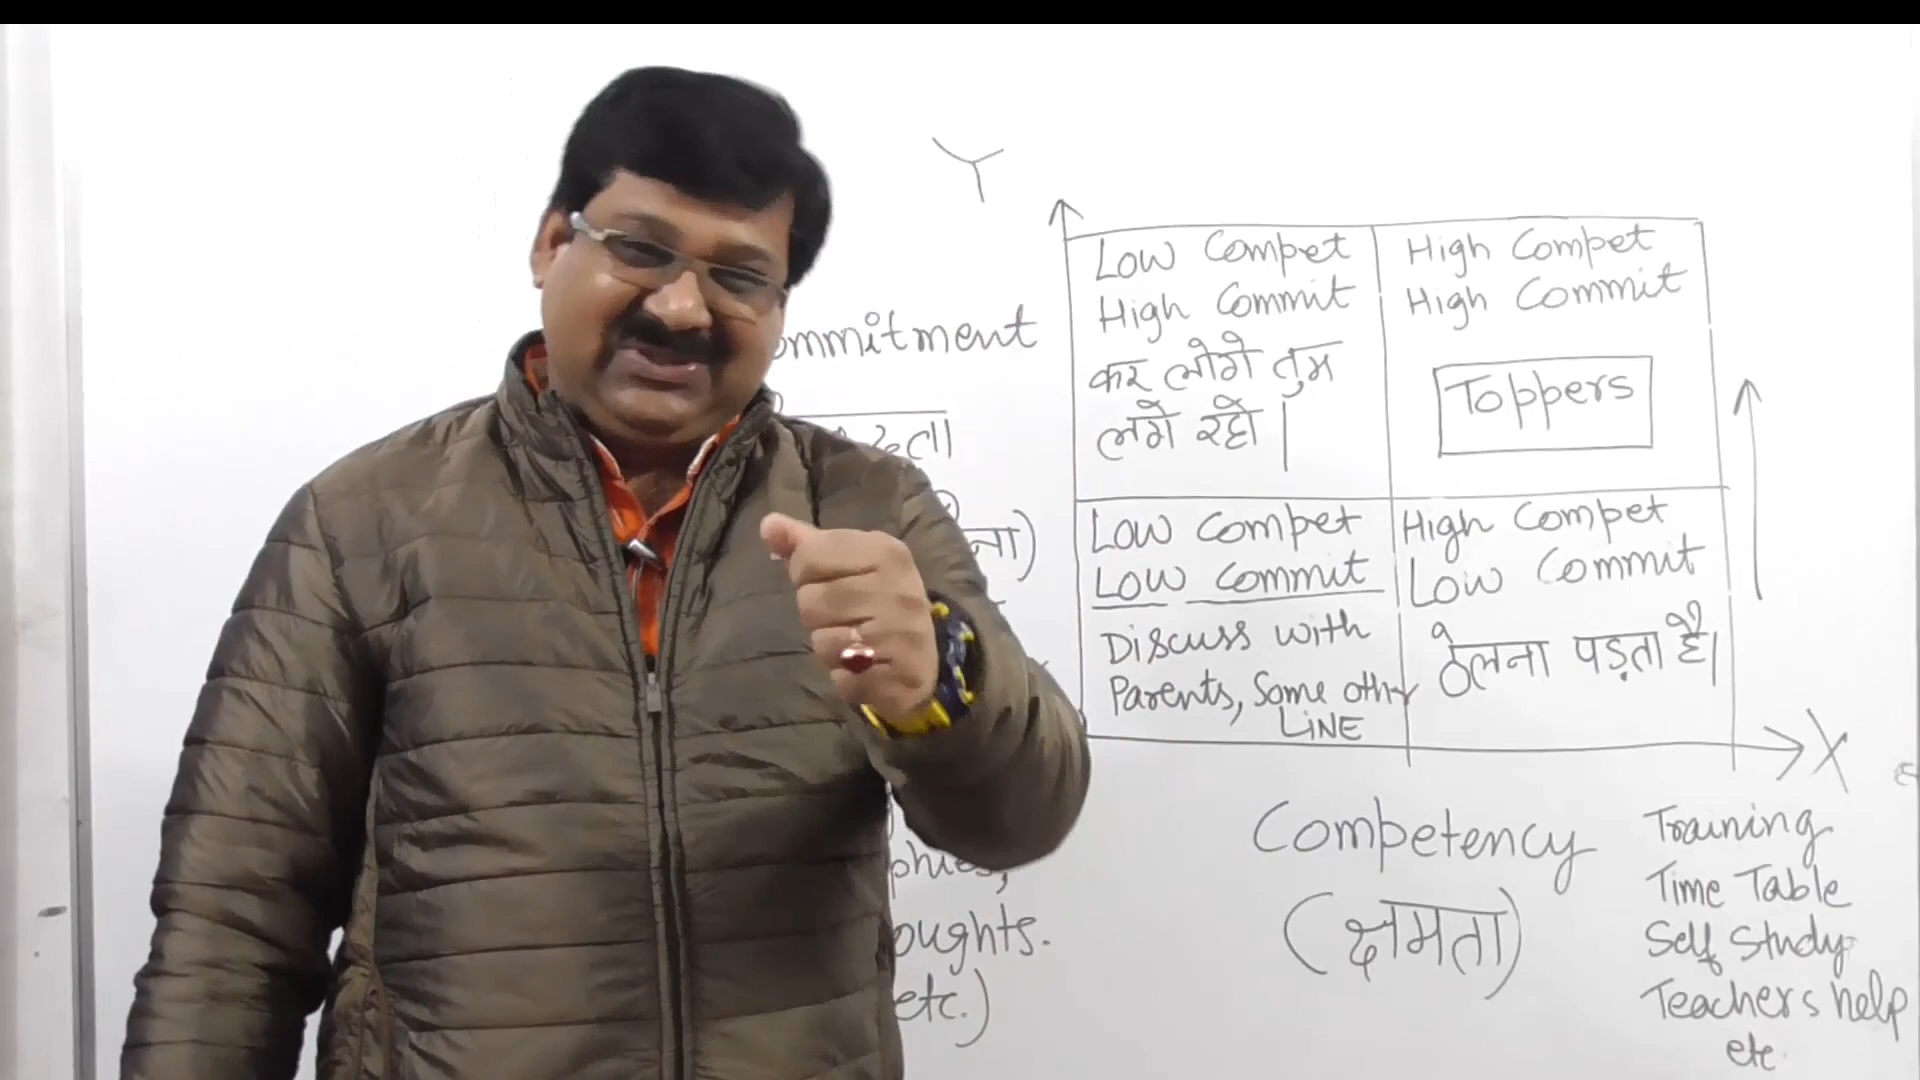 Y
Low Compet
High Commit
कर लोगे तुम
लगे रहो |
High Compet
High Commit
Toppers
Low Compet
Low Commit
Discuss with
Parents, Some other
LINE
High Compet
Low Commit
ठेलना पड़ता है।
X
Competency
(क्षमता)
Training
Time Table
Self Study
Teachers help
etc.
ommitment
etc.)